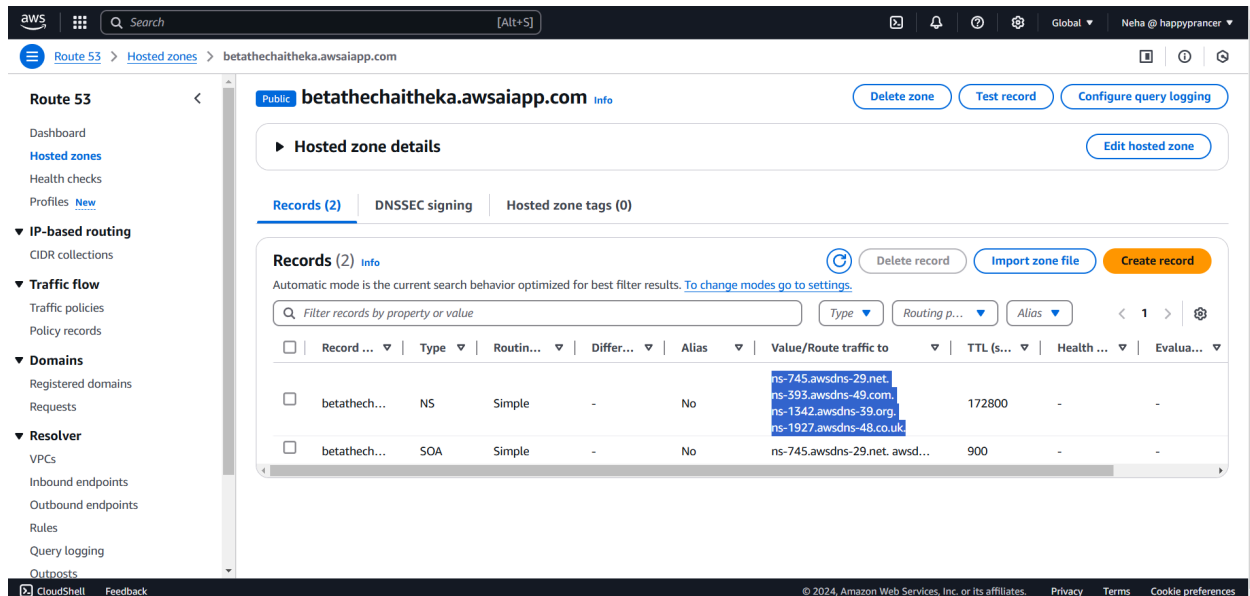 aws Search [Alt+S] Global Neha @ happyprancer
Route 53 > Hosted zones > betathechaitheka.awsaiapp.com
Route 53
Dashboard
Hosted zones
Health checks
Profiles New
IP-based routing
CIDR collections
Traffic flow
Traffic policies
Policy records
Domains
Registered domains
Requests
Resolver
VPCs
Inbound endpoints
Outbound endpoints
Rules
Query logging
Outposts
Public betathechaitheka.awsaiapp.com Info Delete zone Test record Configure query logging
Hosted zone details Edit hosted zone
Records (2) DNSSEC signing Hosted zone tags (0)
Records (2) Info Delete record Import zone file Create record
Automatic mode is the current search behavior optimized for best filter results. To change modes go to settings.
Filter records by property or value Type Routing p... Alias < 1 >
Record ... Type Routin... Differ... Alias Value/Route traffic to TTL (s... Health ... Evalua...
ns-745.awsdns-29.net.
ns-393.awsdns-49.com.
betathech... NS Simple - No 172800 - -
ns-1342.awsdns-39.org.
ns-1927.awsdns-48.co.uk.
betathech... SOA Simple - No ns-745.awsdns-29.net. awsd... 900 - -
CloudShell Feedback © 2024, Amazon Web Services, Inc. or its affiliates. Privacy Terms Cookie preferences